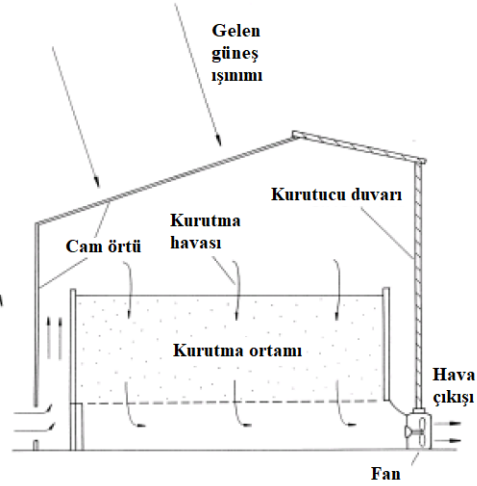 Gelen
güneş
ışınımı
Kurutucu duvarı
Kurutma
havası
Cam örtü
Kurutma ortamı
Hava
çıkışı
Fan